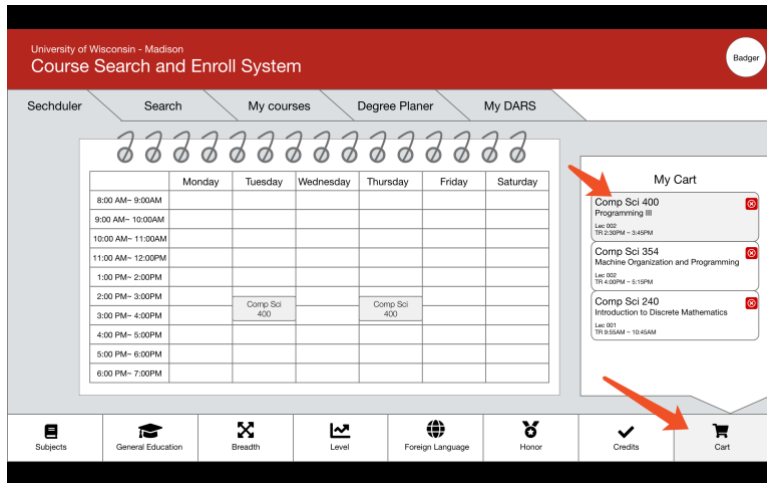 University of Wisconsin - Madison
Course Search and Enroll System
Badger
Sechduler Search My courses Degree Planer My DARS
Monday Tuesday Wednesday Thursday Friday Saturday
8:00 AM~ 9:00AM
9:00 AM~ 10:00AM
10:00 AM~ 11:00AM
11:00 AM~ 12:00PM
1:00 PM~ 2:00PM
2:00 PM~ 3:00PM
3:00 PM~ 4:00PM
4:00 PM~ 5:00PM
5:00 PM~ 6:00PM
6:00 PM~ 7:00PM
Comp Sci
400
Comp Sci
400
My Cart
Comp Sci 400
Programming III
Lec 002
TR 2:30PM ~ 3:45PM
Comp Sci 354
Machine Organization and Programming
Lec 002
TR 4:00PM ~ 5:15PM
Comp Sci 240
Introduction to Discrete Mathematics
Lec 001
TR 9:55AM ~ 10:45AM
Subjects General Education Breadth Level Foreign Language Honor Credits Cart